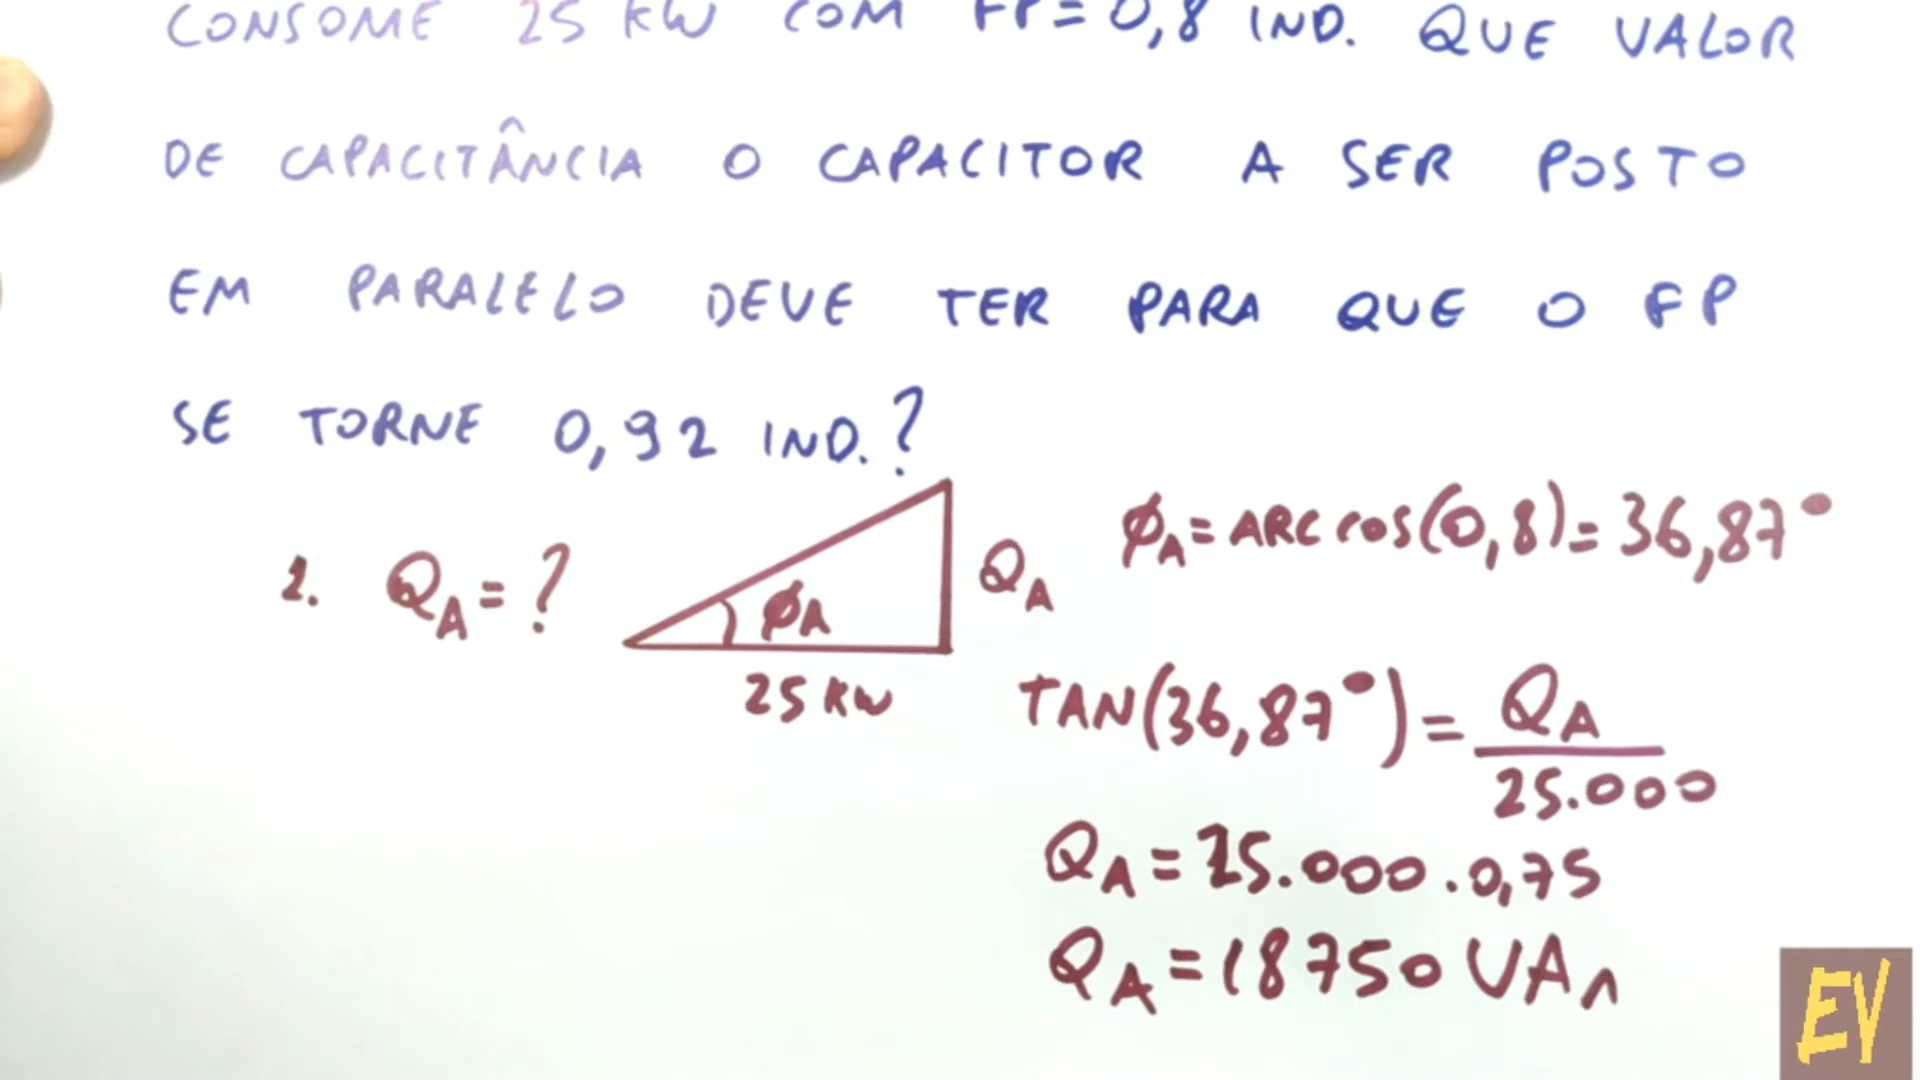 CONSOME 25 KW COM FP= 0,8 IND. QUE VALOR
DE CAPACITÂNCIA O CAPACITOR A SER POSTO
EM PARALELO DEVE TER PARA QUE O FP
SE TORNE 0,92 IND.?
1. QA= ?
ØA
25 KW
QA
ØA= ARC COS(0,8)= 36,87°
TAN(36,87°)= QA
25.000
QA = 25.000.0,75
QA = 18750 VAr
EV